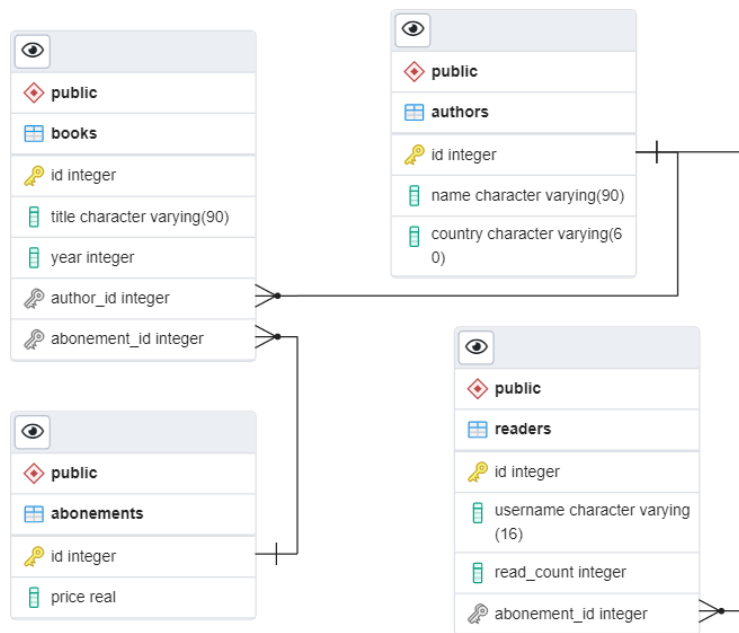 public
books
id integer
title character varying(90)
year integer
author_id integer
abonement_id integer
public
authors
id integer
name character varying(90)
country character varying(6
0)
public
abonements
id integer
price real
public
readers
id integer
username character varying
(16)
read_count integer
abonement_id integer